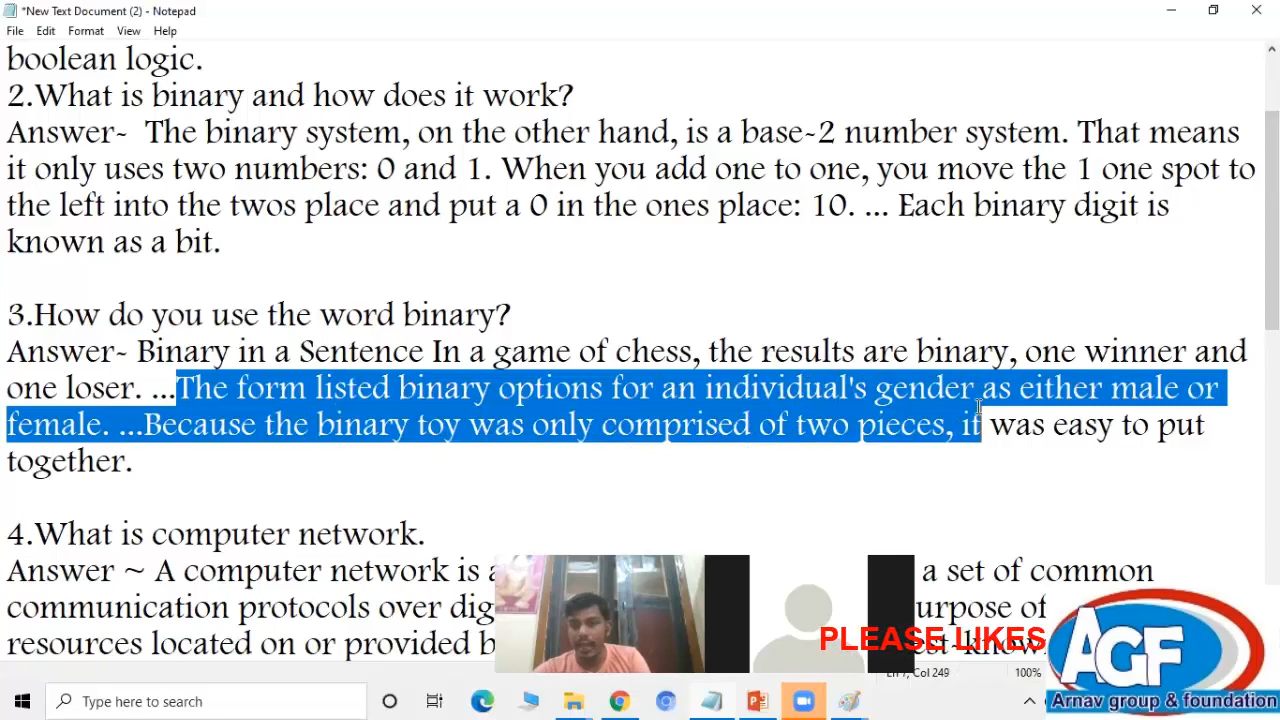 *New Text Document (2) - Notepad
File Edit Format View Help
boolean logic.
2.What is binary and how does it work?
Answer-  The binary system, on the other hand, is a base-2 number system. That means
it only uses two numbers: 0 and 1. When you add one to one, you move the 1 one spot to
the left into the twos place and put a 0 in the ones place: 10. ... Each binary digit is
known as a bit.
3.How do you use the word binary?
Answer- Binary in a Sentence In a game of chess, the results are binary, one winner and
one loser. ...The form listed binary options for an individual's gender as either male or
female. ...Because the binary toy was only comprised of two pieces, it was easy to put
together.
4.What is computer network.
Answer ~ A computer network is a set of common
communication protocols over dig urpose of
resources located on or provided b
PLEASE LIKES
Col 249 100%
Type here to search
AGF
Arnav group & foundation